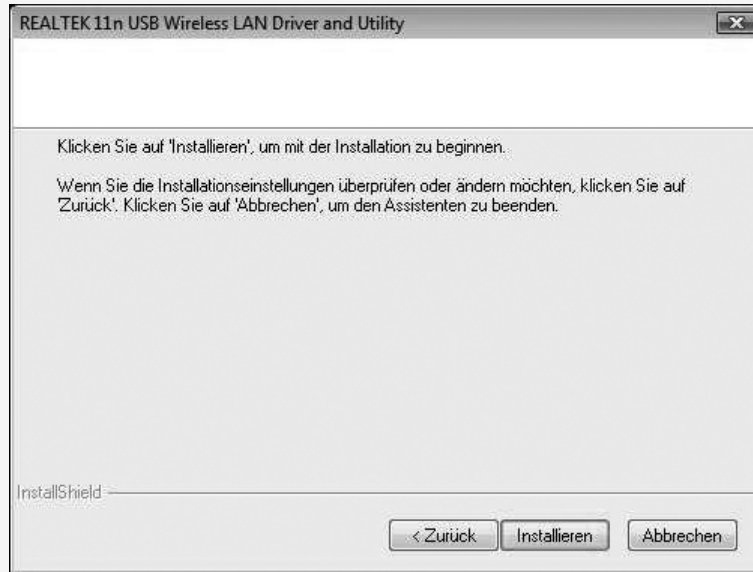 REALTEK 11n USB Wireless LAN Driver and Utility
Klicken Sie auf 'Installieren', um mit der Installation zu beginnen.
Wenn Sie die Installationseinstellungen überprüfen oder ändern möchten, klicken Sie auf
'Zurück'. Klicken Sie auf 'Abbrechen', um den Assistenten zu beenden.
InstallShield
< Zurück Installieren Abbrechen